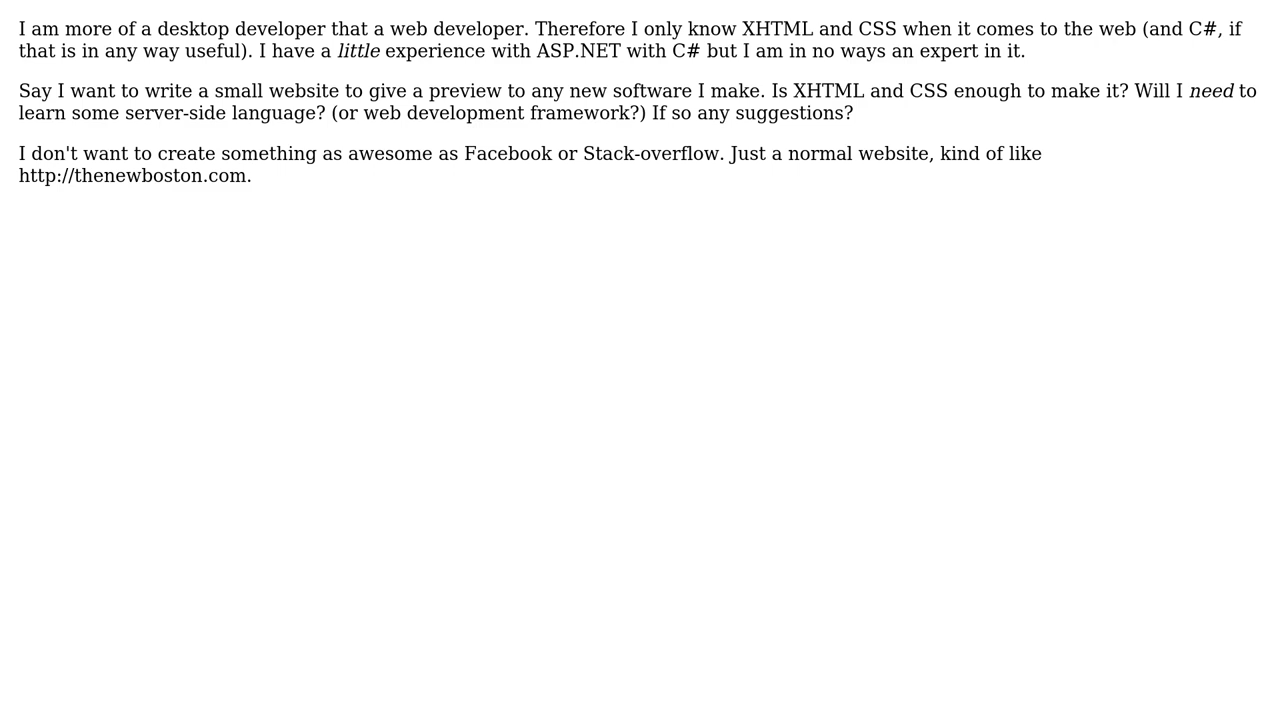 I am more of a desktop developer that a web developer. Therefore I only know XHTML and CSS when it comes to the web (and C#, if
that is in any way useful). I have a little experience with ASP.NET with C# but I am in no ways an expert in it.
Say I want to write a small website to give a preview to any new software I make. Is XHTML and CSS enough to make it? Will I need to
learn some server-side language? (or web development framework?) If so any suggestions?
I don't want to create something as awesome as Facebook or Stack-overflow. Just a normal website, kind of like
http://thenewboston.com.